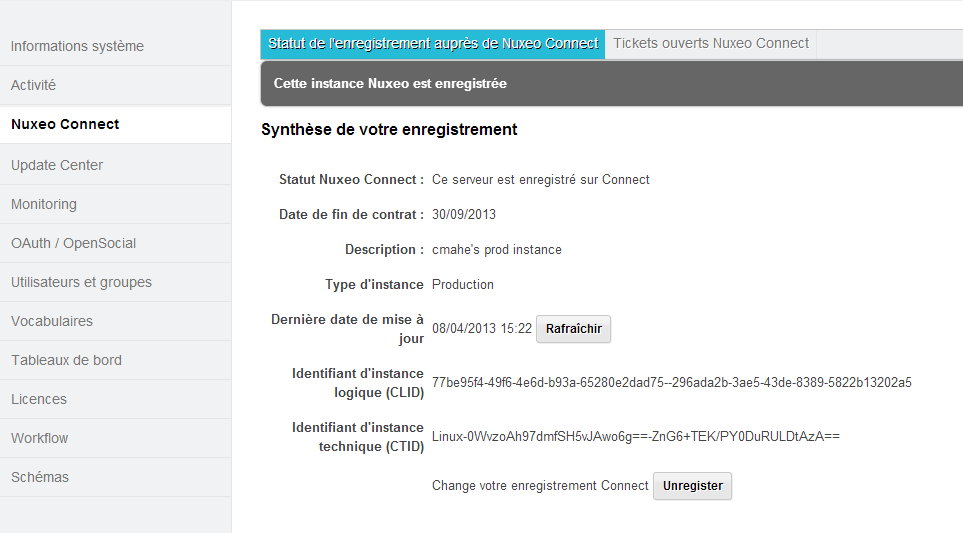 Informations système
Activité
Nuxeo Connect
Update Center
Monitoring
OAuth / OpenSocial
Utilisateurs et groupes
Vocabulaires
Tableaux de bord
Licences
Workflow
Schémas
Statut de l'enregistrement auprès de Nuxeo Connect Tickets ouverts Nuxeo Connect
Cette instance Nuxeo est enregistrée
Synthèse de votre enregistrement
Statut Nuxeo Connect : Ce serveur est enregistré sur Connect
Date de fin de contrat : 30/09/2013
Description : cmahe's prod instance
Type d'instance Production
Dernière date de mise à
jour 08/04/2013 15:22 Rafraîchir
Identifiant d'instance
logique (CLID) 77be95f4-49f6-4e6d-b93a-65280e2dad75--296ada2b-3ae5-43de-8389-5822b13202a5
Identifiant d'instance
technique (CTID) Linux-0WvzoAh97dmfSH5wJAwo6g==-ZnG6+TEK/PY0DuRULDtAzA==
Change votre enregistrement Connect Unregister